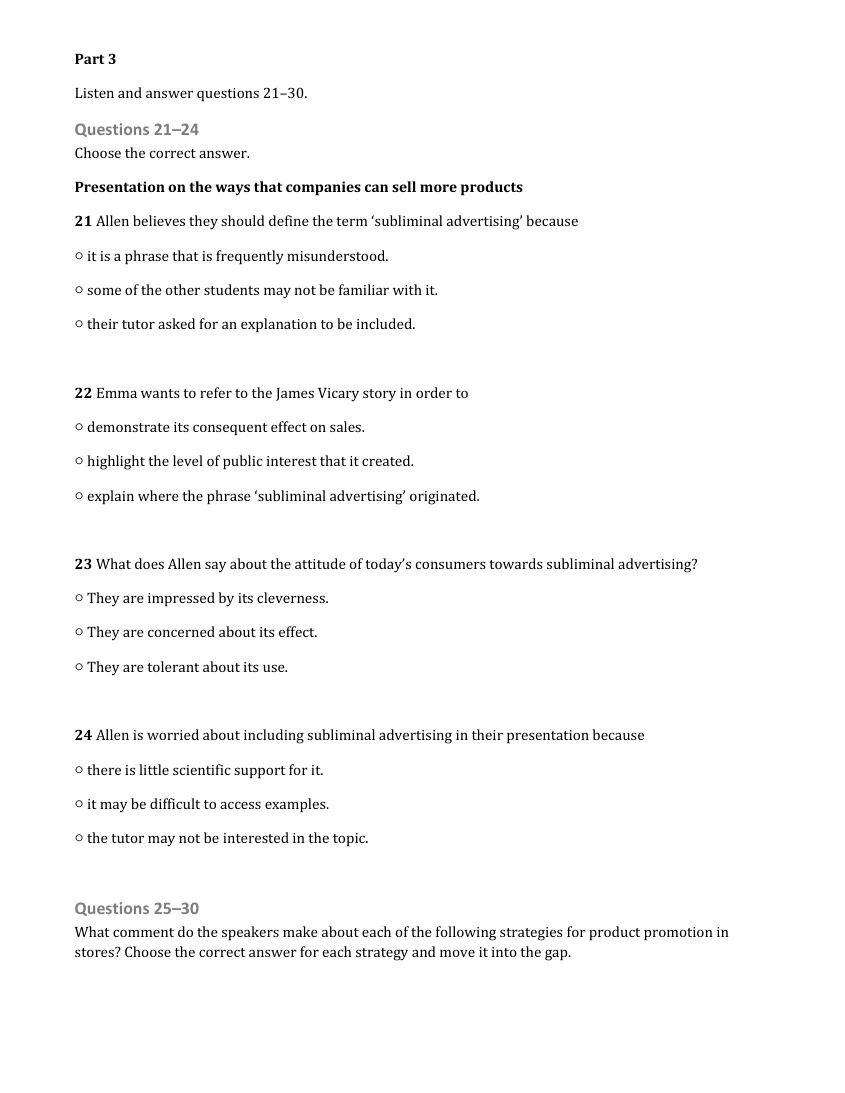 Part 3
Listen and answer questions 21–30.
Questions 21–24
Choose the correct answer.
Presentation on the ways that companies can sell more products
21 Allen believes they should define the term ‘subliminal advertising’ because
○ it is a phrase that is frequently misunderstood.
○ some of the other students may not be familiar with it.
○ their tutor asked for an explanation to be included.
22 Emma wants to refer to the James Vicary story in order to
○ demonstrate its consequent effect on sales.
○ highlight the level of public interest that it created.
○ explain where the phrase ‘subliminal advertising’ originated.
23 What does Allen say about the attitude of today’s consumers towards subliminal advertising?
○ They are impressed by its cleverness.
○ They are concerned about its effect.
○ They are tolerant about its use.
24 Allen is worried about including subliminal advertising in their presentation because
○ there is little scientific support for it.
○ it may be difficult to access examples.
○ the tutor may not be interested in the topic.
Questions 25–30
What comment do the speakers make about each of the following strategies for product promotion in
stores? Choose the correct answer for each strategy and move it into the gap.